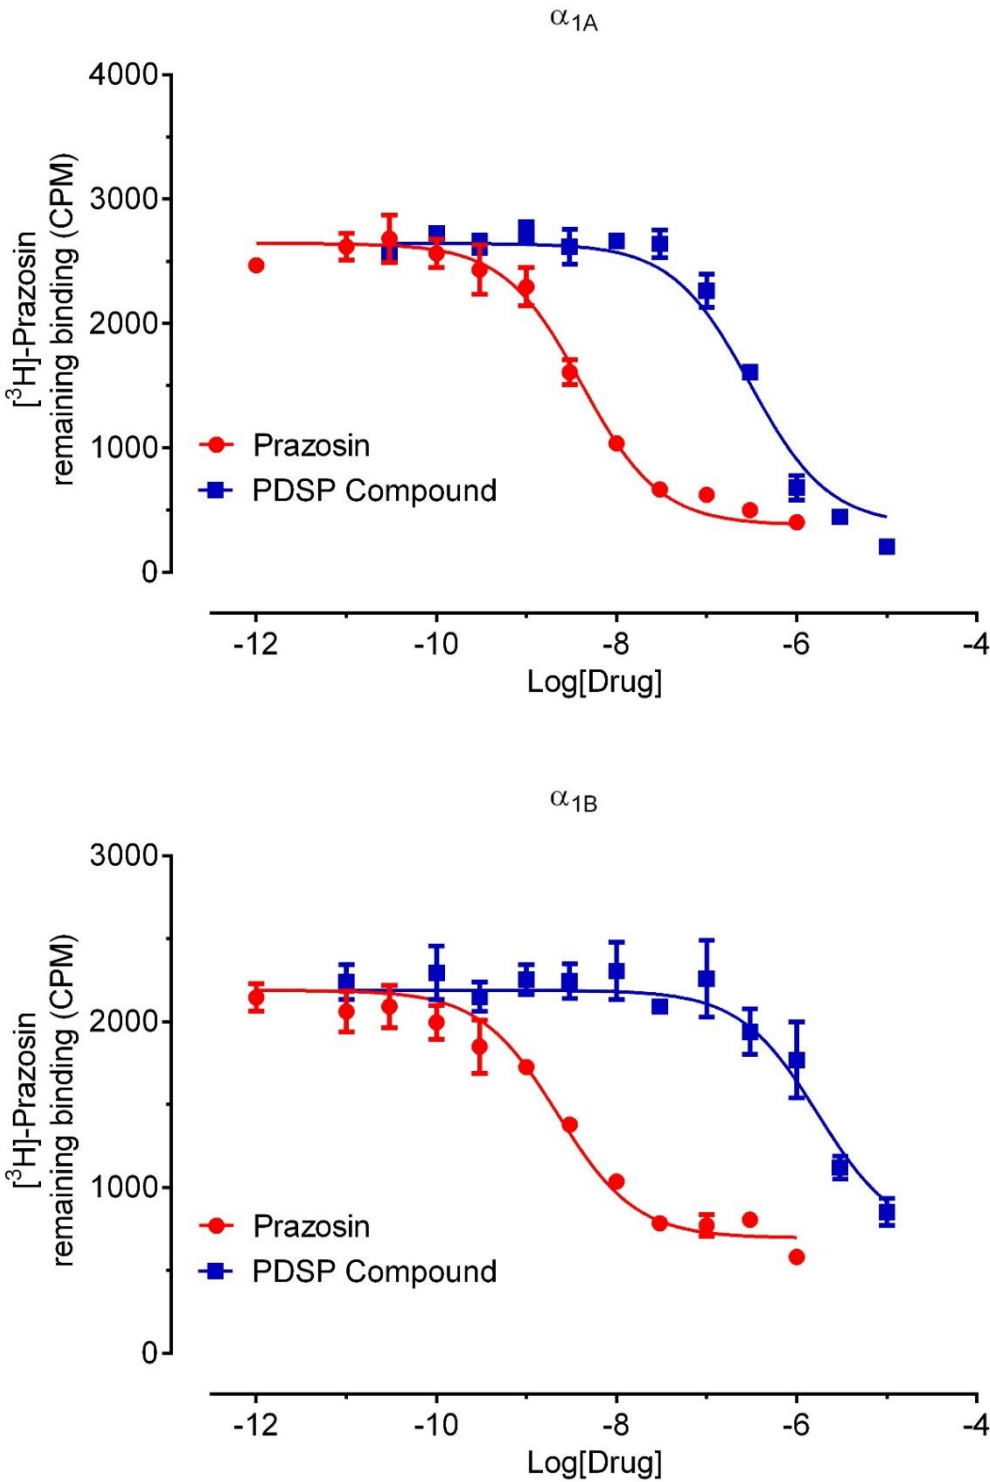 α1A
4000
3000
2000
1000
0
[³H]-Prazosin
remaining binding (CPM)
Prazosin
PDSP Compound
-12 -10 -8 -6 -4
Log[Drug]
α1B
3000
2000
1000
0
[³H]-Prazosin
remaining binding (CPM)
Prazosin
PDSP Compound
-12 -10 -8 -6 -4
Log[Drug]